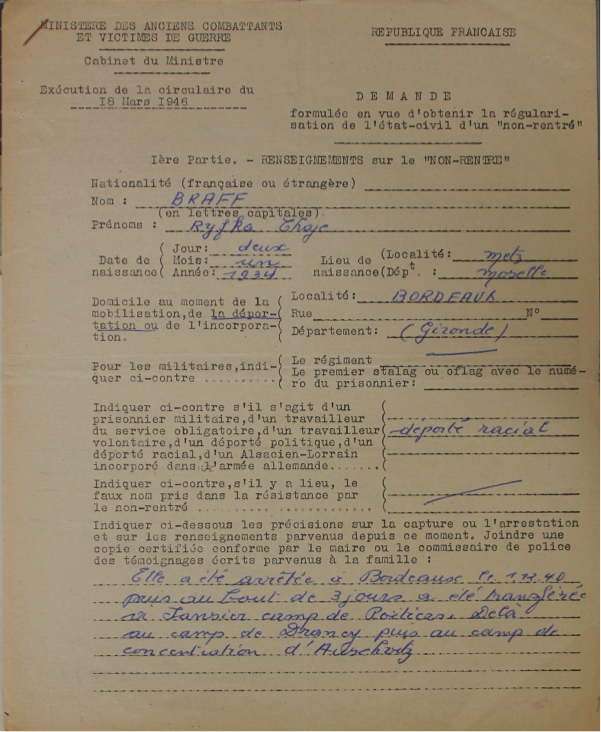 MINISTERE DES ANCIENS COMBATTANTS
ET VICTIMES DE GUERRE
REPUBLIQUE FRANCAISE
Cabinet du Ministre
Exécution de la circulaire du
18 Mars 1946
DEMANDE
formulée en vue d'obtenir la régulari-
sation de l'état-civil d'un "non-rentré"
Ière Partie. - RENSEIGNEMENTS sur le "NON-RENTRE"
Nationalité (française ou étrangère)
Nom : BRAFF
(en lettres capitales)
Prénoms : Ryfka Chaje
Date de naissance
( Jour: deux
( Mois: un
( Année: 1934
Lieu de naissance
(Localité: Metz
(Dépt. : Moselle
Domicile au moment de la
mobilisation, de la dépor-
tation ou de l'incorpora-
tion.
Localité: BORDEAUX
Rue N°
Département: (Gironde)
Pour les militaires, indi-
quer ci-contre ..........
Le régiment
Le premier stalag ou oflag avec le numé-
ro du prisonnier:
Indiquer ci-contre s'il s'agit d'un
prisonnier militaire, d'un travailleur
du service obligatoire, d'un travailleur
volontaire, d'un déporté politique, d'un
déporté racial, d'un Alsacien-Lorrain
incorporé dans l'armée allemande.......
déporté racial
Indiquer ci-contre, s'il y a lieu, le
faux nom pris dans la résistance par
le non-rentré ....................
Indiquer ci-dessous les précisions sur la capture ou l'arrestation
et sur les renseignements parvenus depuis ce moment. Joindre une
copie certifiée conforme par le maire ou le commissaire de police
des témoignages écrits parvenus à la famille :
Elle a été arrêtée à Bordeaux le 1.12.40
puis au bout de 3 jours a été transférée
au camp de Delà
au camp de Drancy puis au camp de
concentration d'Auschvitz